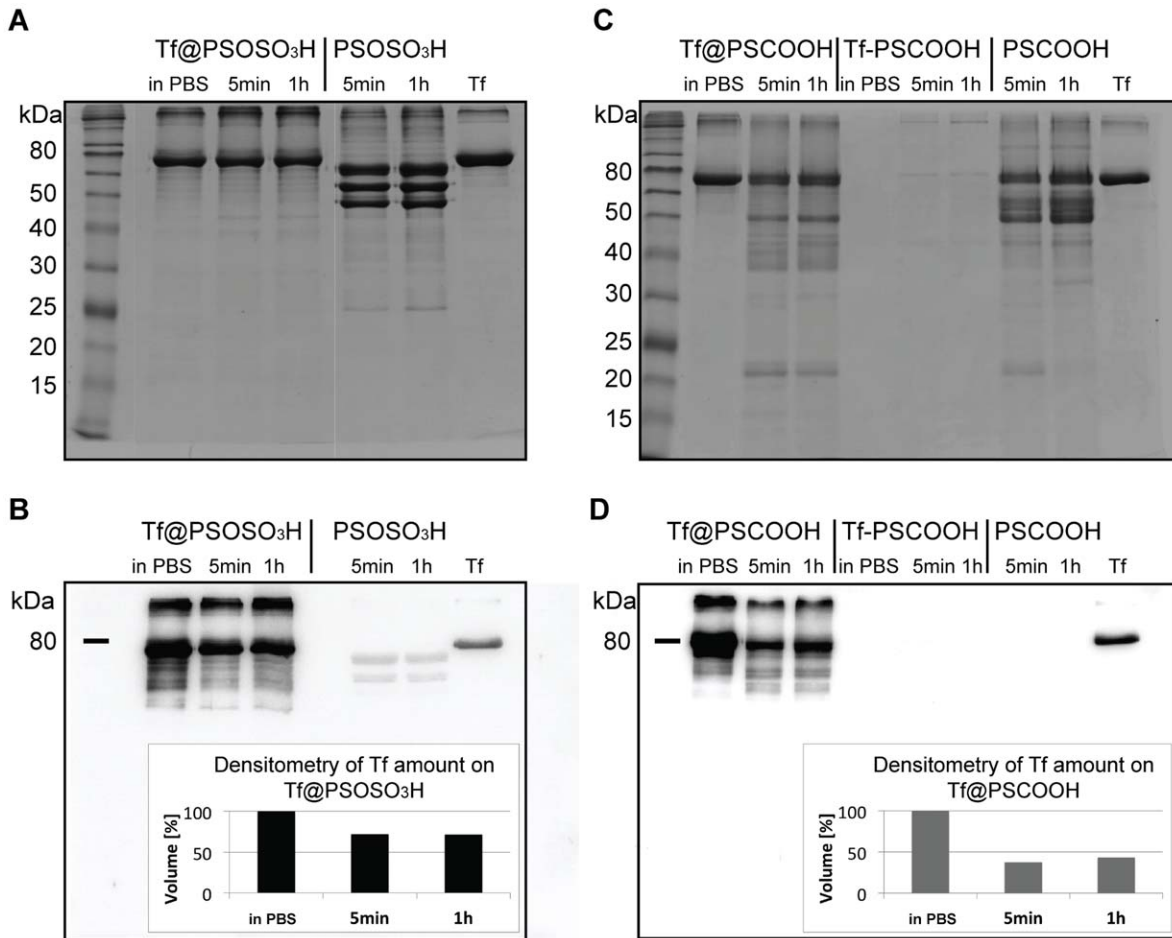 A
Tf@PSOSO₃H | PSOSO₃H
in PBS 5min 1h 5min 1h Tf
kDa
80
50
40
30
25
20
15
B
Tf@PSOSO₃H | PSOSO₃H
in PBS 5min 1h 5min 1h Tf
kDa
80
Densitometry of Tf amount on
Tf@PSOSO₃H
Volume [%]
100
50
0
in PBS 5min 1h
C
Tf@PSCOOH | Tf-PSCOOH | PSCOOH
in PBS 5min 1h in PBS 5min 1h 5min 1h Tf
kDa
80
50
40
30
25
20
15
D
Tf@PSCOOH | Tf-PSCOOH | PSCOOH
in PBS 5min 1h in PBS 5min 1h 5min 1h Tf
kDa
80
Densitometry of Tf amount on
Tf@PSCOOH
Volume [%]
100
50
0
in PBS 5min 1h